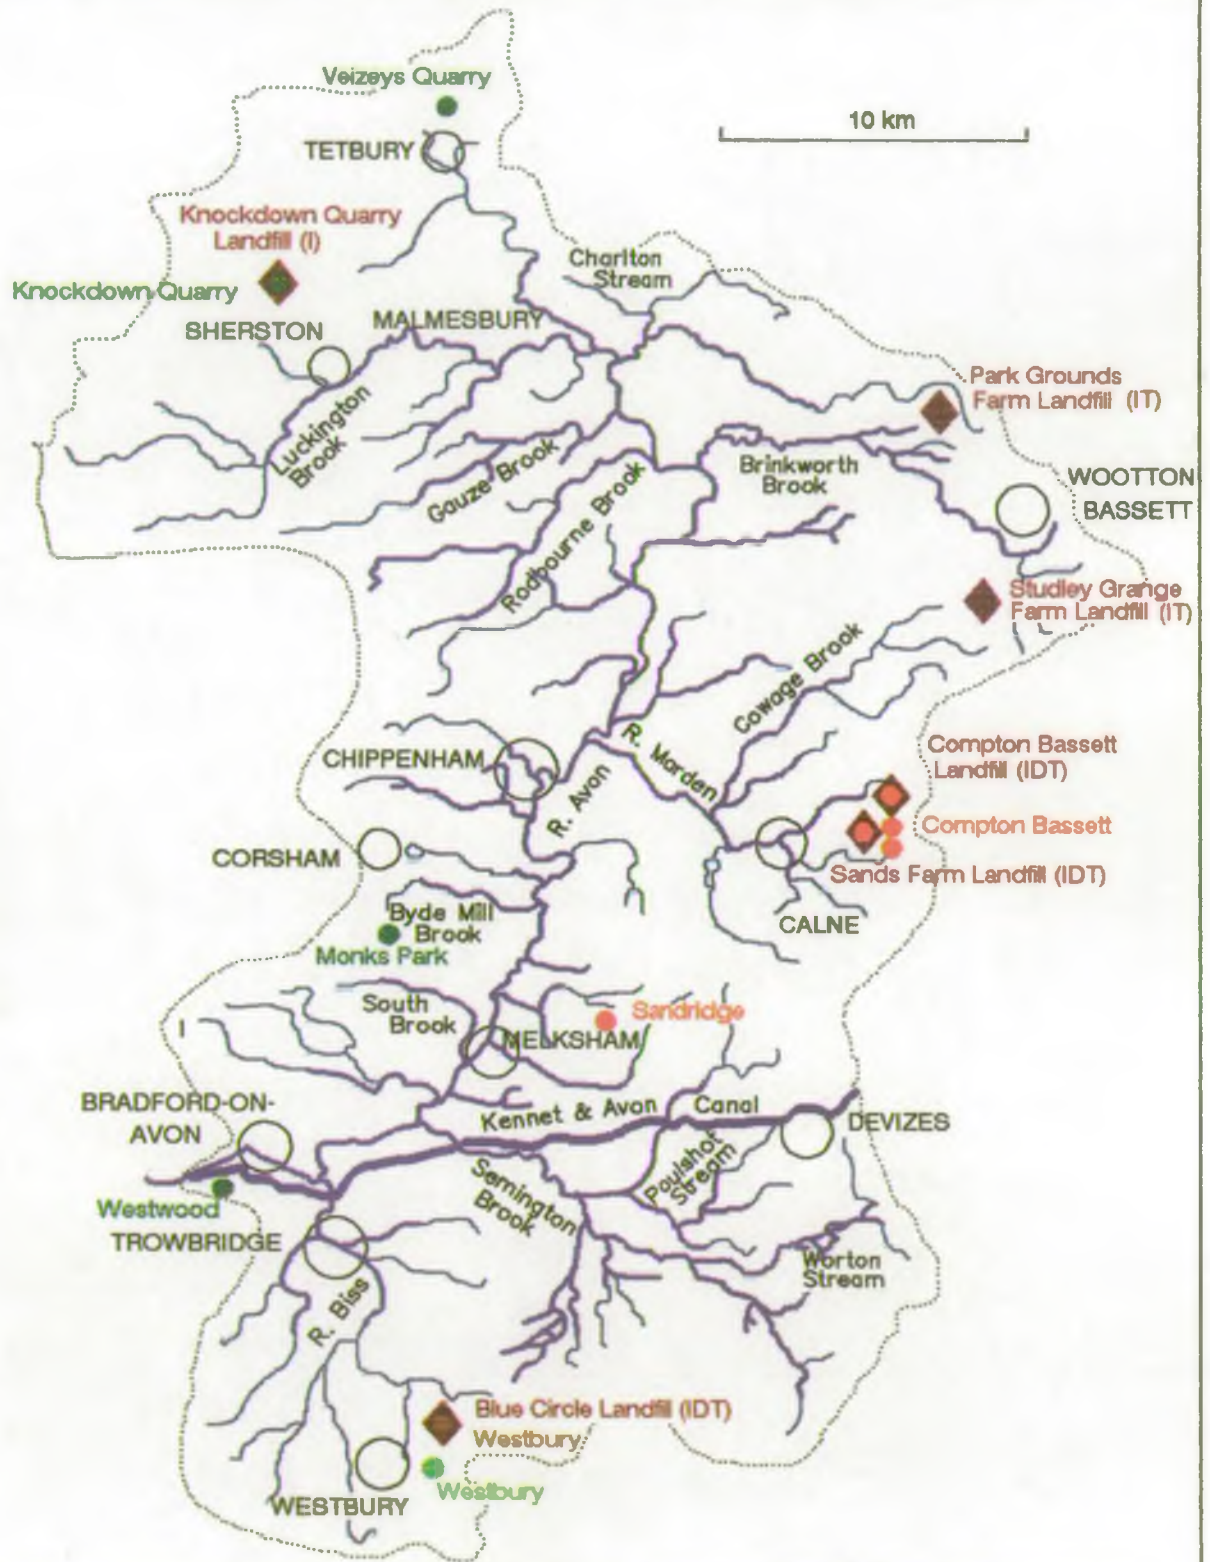 Veizeys Quarry
10 km
TETBURY
Knockdown Quarry
Landfill (I)
Charlton
Stream
Knockdown Quarry
SHERSTON
MALMESBURY
Park Grounds
Farm Landfill (IT)
Luckington
Brook
Gauze Brook
Rodbourne Brook
Brinkworth
Brook
WOOTTON
BASSETT
Studley Grange
Farm Landfill (IT)
Cowage Brook
R. Marden
CHIPPENHAM
R. Avon
Compton Bassett
Landfill (IDT)
Compton Bassett
CORSHAM
Sands Farm Landfill (IDT)
CALNE
Byde Mill
Brook
Monks Park
South
Brook
Sandridge
MELKSHAM
BRADFORD-ON-
AVON
Kennet & Avon Canal
DEVIZES
Poulshot
Stream
Semington
Brook
Westwood
TROWBRIDGE
Worton
Stream
R. Biss
Blue Circle Landfill (IDT)
Westbury
Westbury
WESTBURY